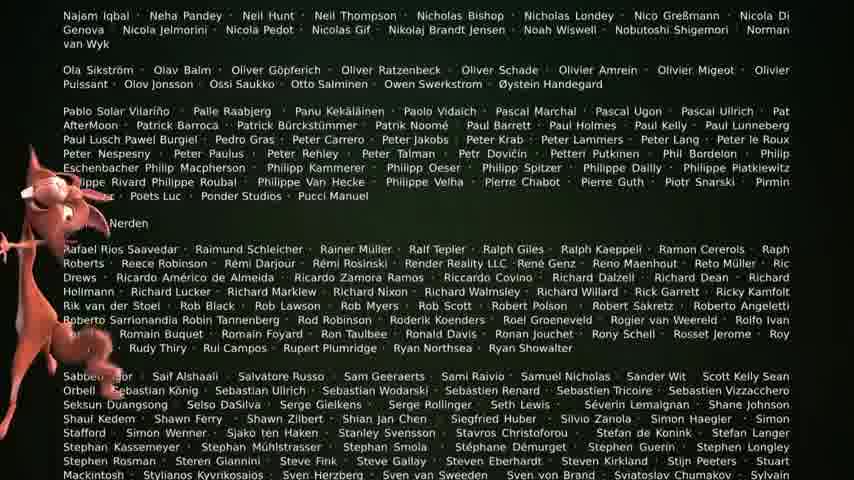 Najam Iqbal · Neha Pandey · Neil Hunt · Neil Thompson · Nicholas Bishop · Nicholas Londey · Nico Greßmann · Nicola Di
Genova · Nicola Jelmorini · Nicola Pedot · Nicolas Gif · Nikolaj Brandt Jensen · Noah Wiswell · Nobutoshi Shigemori · Norman
van Wyk
Ola Sikström · Olav Balm · Oliver Göpferich · Oliver Ratzenbeck · Oliver Schade · Olivier Amrein · Olivier Migeot · Olivier
Puissant · Olov Jonsson · Ossi Saukko · Otto Salminen · Owen Swerkstrom · Øystein Handegard
Pablo Solar Vilariño · Palle Raabjerg · Panu Kekäläinen · Paolo Vidaich · Pascal Marchal · Pascal Ugon · Pascal Ullrich · Pat
AfterMoon · Patrick Barroca · Patrick Bürckstümmer · Patrik Noomé · Paul Barrett · Paul Holmes · Paul Kelly · Paul Lunneberg
Paul Lusch Pawel Burgiel · Pedro Gras · Peter Carrero · Peter Jakobs · Peter Krab · Peter Lammers · Peter Lang · Peter le Roux
Peter Nespesny · Peter Paulus · Peter Rehley · Peter Talman · Petr Dovičín · Petteri Putkinen · Phil Bordelon · Philip
Eschenbacher Philip Macpherson · Philipp Kammerer · Philipp Oeser · Philipp Spitzer · Philippe Dailly · Philippe Piatkiewitz
Philippe Rivard Philippe Roubal · Philippe Van Hecke · Philippe Velha · Pierre Chabot · Pierre Guth · Piotr Snarski · Pirmin
· Poets Luc · Ponder Studios · Pucci Manuel
Nerden
Rafael Rios Saavedar · Raimund Schleicher · Rainer Müller · Ralf Tepler · Ralph Giles · Ralph Kaeppeli · Ramon Cererols · Raph
Roberts · Reece Robinson · Rémi Darjour · Rémi Rosinski · Render Reality LLC · René Genz · Reno Maenhout · Reto Müller · Ric
Drews · Ricardo Américo de Almeida · Ricardo Zamora Ramos · Riccardo Covino · Richard Dalzell · Richard Dean · Richard
Hollmann · Richard Lucker · Richard Marklew · Richard Nixon · Richard Walmsley · Richard Willard · Rick Garrett · Ricky Kamfolt
Rik van der Stoel · Rob Black · Rob Lawson · Rob Myers · Rob Scott · Robert Polson · Robert Sakretz · Roberto Angeletti
Roberto Sarrionandia Robin Tannenberg · Rod Robinson · Roderik Koenders · Roel Groeneveld · Rogier van Weereld · Rolfo Ivan
· Romain Buquet · Romain Foyard · Ron Taulbee · Ronald Davis · Ronan Jouchet · Rony Schell · Rosset Jerome · Roy
· Rudy Thiry · Rui Campos · Rupert Plumridge · Ryan Northsea · Ryan Showalter
· Saif Alshaali · Salvatore Russo · Sam Geeraerts · Sami Raivio · Samuel Nicholas · Sander Wit · Scott Kelly Sean
Orbell · Sebastian König · Sebastian Ullrich · Sebastian Wodarski · Sebastien Renard · Sebastien Tricoire · Sebastien Vizzacchero
Seksun Duangsong · Selso DaSilva · Serge Gielkens · Serge Rollinger · Seth Lewis · Séverin Lemaignan · Shane Johnson
Shaul Kedem · Shawn Ferry · Shawn Zilbert · Shian Jan Chen · Siegfried Huber · Silvio Zanola · Simon Haegler · Simon
Stafford · Simon Wenner · Sjako ten Haken · Stanley Svensson · Stavros Christoforou · Stefan de Konink · Stefan Langer
Stephan Kassemeyer · Stephan Mühlstrasser · Stephan Smola · Stéphane Démurget · Stephen Guerin · Stephen Longley
Stephen Rosman · Steren Giannini · Steve Fink · Steve Gallay · Steven Eberhardt · Steven Kirkland · Stijn Peeters · Stuart
Mackintosh · Stylianos Kyvrikosaios · Sven Herzberg · Sven van Sweeden · Sven von Brand · Sviatoslav Chumakov · Sylvain